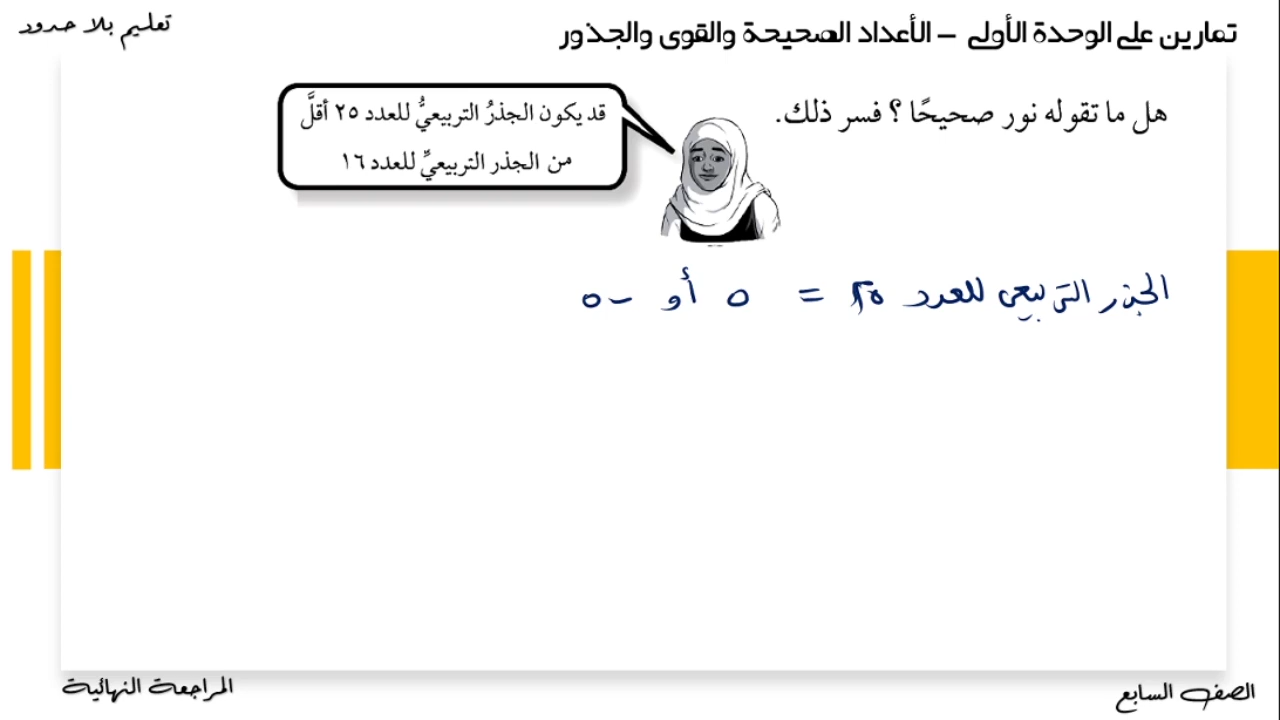 تعليم بلا حدود
تمارين على الوحدة الأولى – الأعداد الصحيحة والقوى والجذور
هل ما تقوله نور صحيحًا ؟ فسر ذلك.
قد يكون الجذرُ التربيعيُّ للعدد ٢٥ أقلَّ
من الجذر التربيعيِّ للعدد ١٦
الجذر التربيعي للعدد ٢٥ = ٥ أو -٥
الصف السابع
المراجعة النهائية